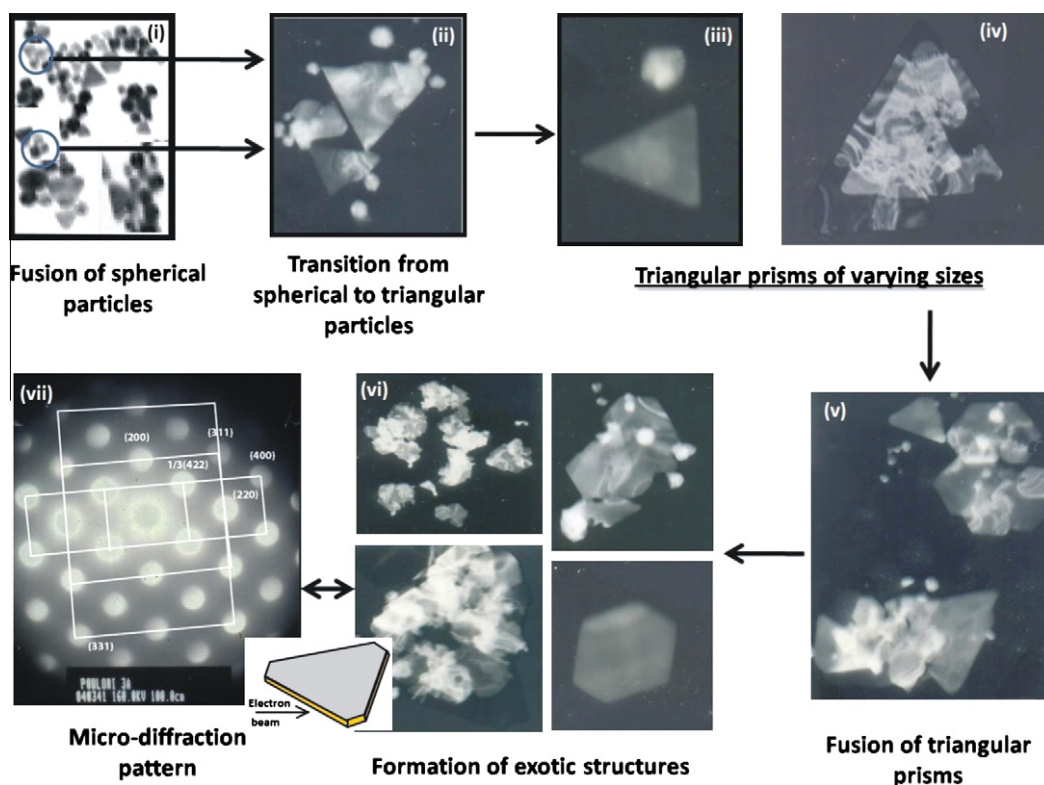 (i)
(ii)
(iii)
(iv)
Fusion of spherical
particles
Transition from
spherical to triangular
particles
Triangular prisms of varying sizes
(v)
Fusion of triangular
prisms
(vi)
Formation of exotic structures
(vii)
(200)
(311)
1/3(422)
(400)
(220)
(331)
POULOMI 3A
040341 160.0KV 100.0cm
Electron
beam
Micro-diffraction
pattern